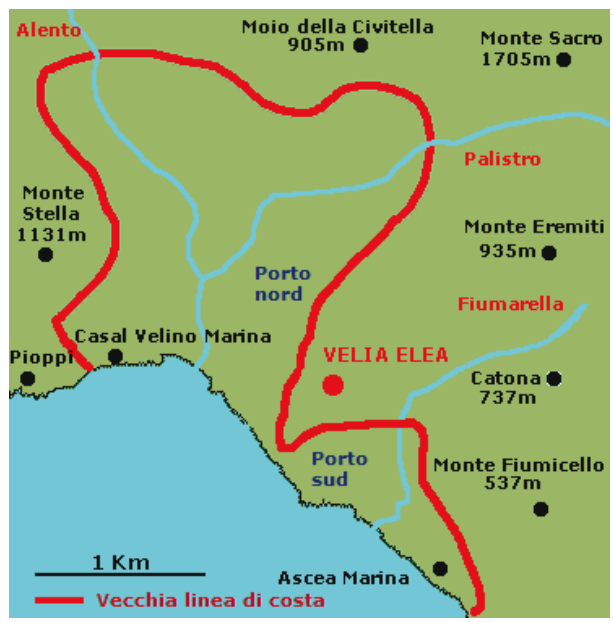 Alento
Moio della Civitella
905m
Monte Sacro
1705m
Palistro
Monte
Stella
1131m
Monte Eremiti
935m
Porto
nord
Fiumarella
Casal Velino Marina
Pioppi
VELIA ELEA
Catona
737m
Porto
sud
Monte Fiumicello
537m
1 Km
Ascea Marina
Vecchia linea di costa